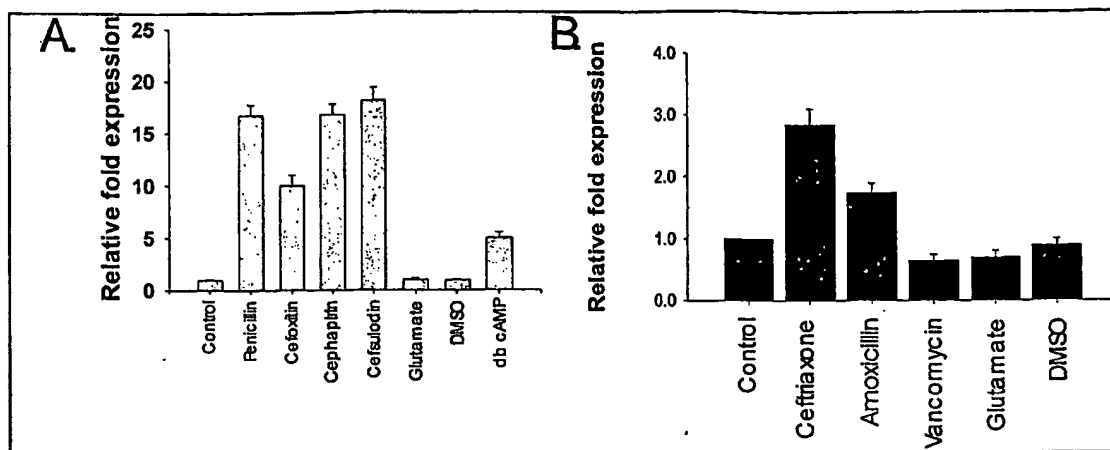 A.
Relative fold expression
25
20
15
10
5
0
Control
Penicillin
Cefoxitin
Cephaphin
Cefsulodin
Glutamate
DMSO
db cAMP
B.
Relative fold expression
4.0
3.0
2.0
1.0
0.0
Control
Ceftriaxone
Amoxicillin
Vancomycin
Glutamate
DMSO